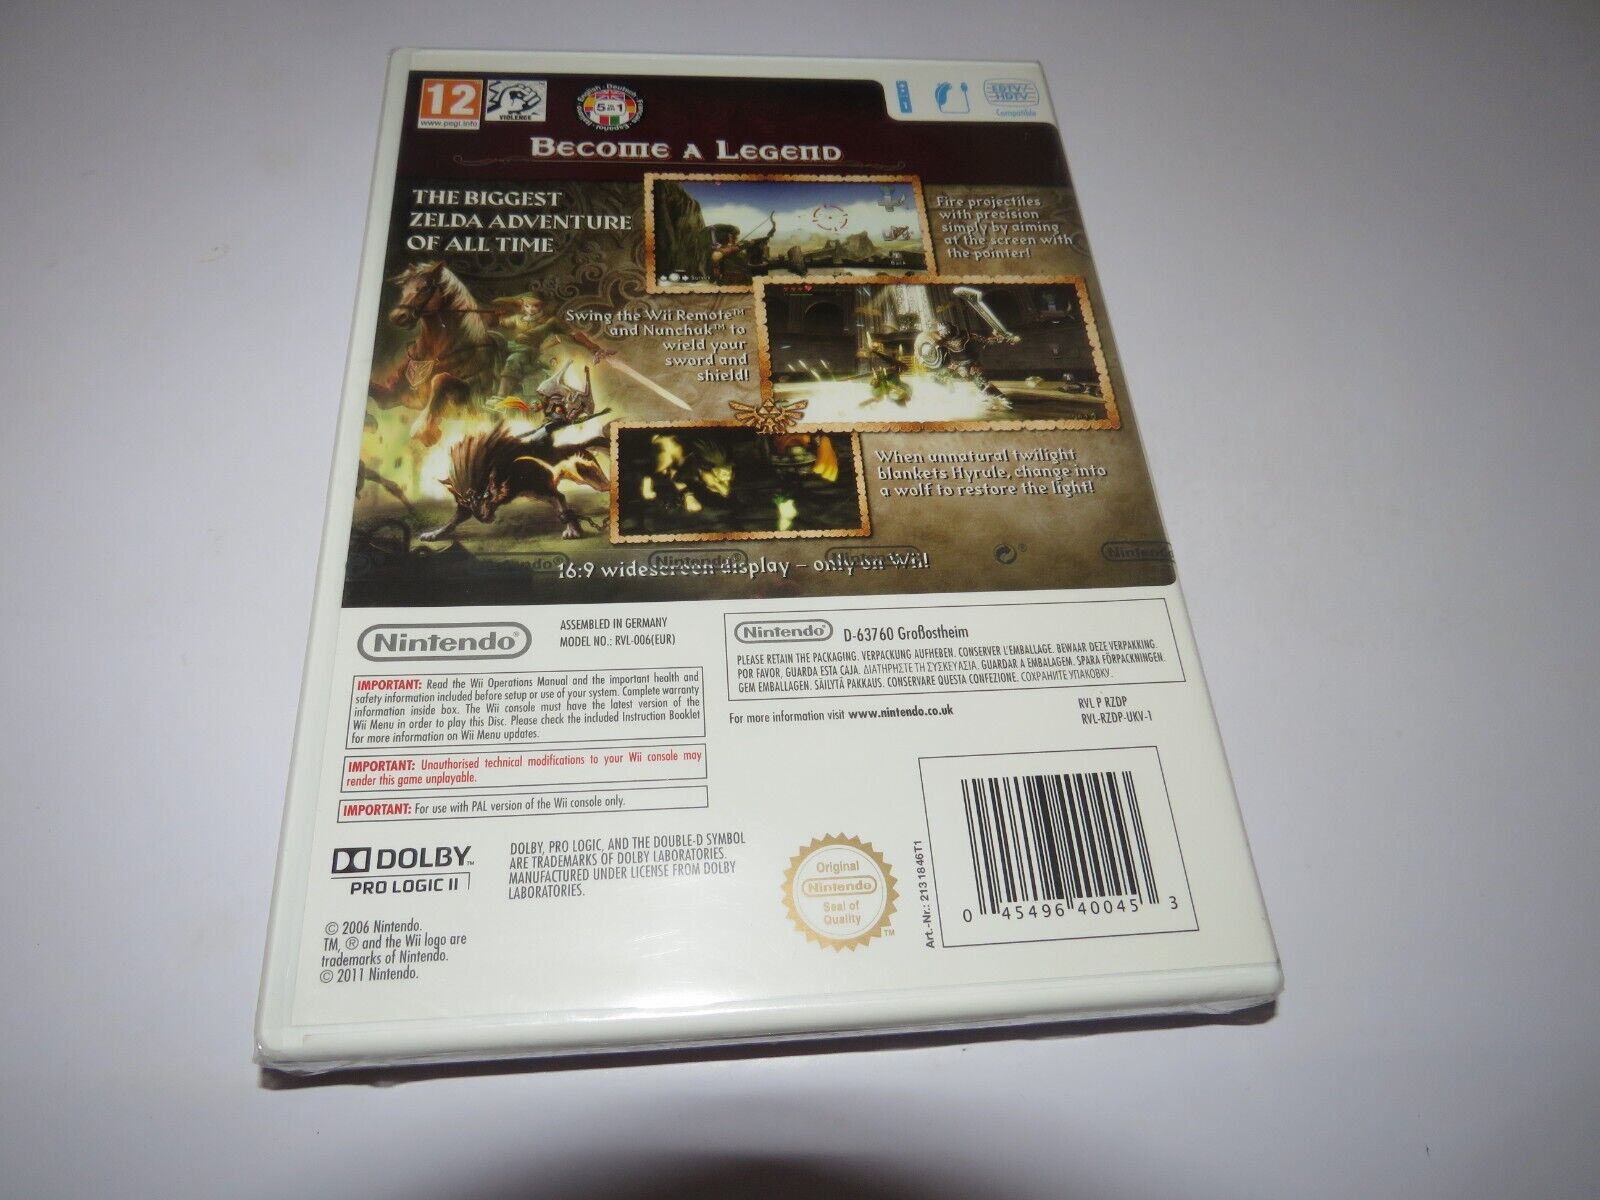 12
www.pegi.info
VIOLENCE
English · Deutsch · Français · Español · Italiano
5 in 1
EDTV/
HDTV
Compatible
BECOME A LEGEND
THE BIGGEST
ZELDA ADVENTURE
OF ALL TIME
Fire projectiles
with precision
simply by aiming
at the screen with
the pointer!
Back
Swing the Wii Remote™
and Nunchuk™ to
wield your
sword and
shield!
When unnatural twilight
blankets Hyrule, change into
a wolf to restore the light!
Nintendo® Nintendo® Nintendo® Nintendo
16:9 widescreen display – only on Wii!
Nintendo®
ASSEMBLED IN GERMANY
MODEL NO.: RVL-006(EUR)
IMPORTANT: Read the Wii Operations Manual and the important health and
safety information included before setup or use of your system. Complete warranty
information inside box. The Wii console must have the latest version of the
Wii Menu in order to play this Disc. Please check the included Instruction Booklet
for more information on Wii Menu updates.
IMPORTANT: Unauthorised technical modifications to your Wii console may
render this game unplayable.
IMPORTANT: For use with PAL version of the Wii console only.
Nintendo® D-63760 Großostheim
PLEASE RETAIN THE PACKAGING. VERPACKUNG AUFHEBEN. CONSERVER L'EMBALLAGE. BEWAAR DEZE VERPAKKING.
POR FAVOR, GUARDA ESTA CAJA. ΔΙΑΤΗΡΗΣΤΕ ΤΗ ΣΥΣΚΕΥΑΣΙΑ. GUARDAR A EMBALAGEM. SPARA FÖRPACKNINGEN.
GEM EMBALLAGEN. SÄILYTÄ PAKKAUS. CONSERVARE QUESTA CONFEZIONE. СОХРАНИТЕ УПАКОВКУ.
For more information visit www.nintendo.co.uk
RVL P RZDP
RVL-RZDP-UKV-1
DOLBY™
PRO LOGIC II
DOLBY, PRO LOGIC, AND THE DOUBLE-D SYMBOL
ARE TRADEMARKS OF DOLBY LABORATORIES.
MANUFACTURED UNDER LICENSE FROM DOLBY
LABORATORIES.
© 2006 Nintendo.
TM, ® and the Wii logo are
trademarks of Nintendo.
© 2011 Nintendo.
Original
Nintendo
Seal of
Quality
TM
Art.-Nr.: 2131846T1
0 45496 40045 3